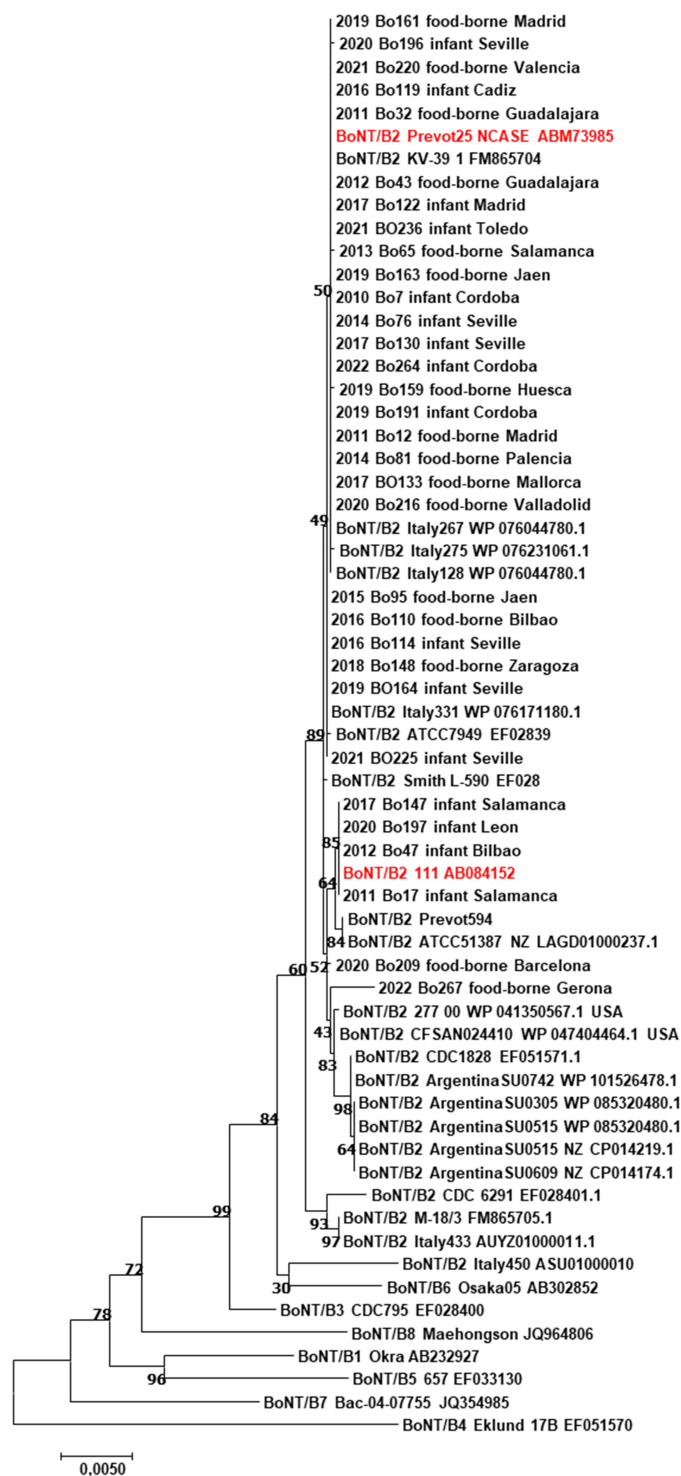 2019 Bo161 food-borne Madrid
2020 Bo196 infant Seville
2021 Bo220 food-borne Valencia
2016 Bo119 infant Cadiz
2011 Bo32 food-borne Guadalajara
BoNT/B2 Prevot25 NCASE ABM73985
BoNT/B2 KV-39 1 FM865704
2012 Bo43 food-borne Guadalajara
2017 Bo122 infant Madrid
2021 BO236 infant Toledo
2013 Bo65 food-borne Salamanca
2019 Bo163 food-borne Jaen
50
2010 Bo7 infant Cordoba
2014 Bo76 infant Seville
2017 Bo130 infant Seville
2022 Bo264 infant Cordoba
2019 Bo159 food-borne Huesca
2019 Bo191 infant Cordoba
2011 Bo12 food-borne Madrid
2014 Bo81 food-borne Palencia
2017 BO133 food-borne Mallorca
2020 Bo216 food-borne Valladolid
49
BoNT/B2 Italy267 WP 076044780.1
BoNT/B2 Italy275 WP 076231061.1
BoNT/B2 Italy128 WP 076044780.1
2015 Bo95 food-borne Jaen
2016 Bo110 food-borne Bilbao
2016 Bo114 infant Seville
2018 Bo148 food-borne Zaragoza
2019 BO164 infant Seville
BoNT/B2 Italy331 WP 076171180.1
89
BoNT/B2 ATCC7949 EF02839
2021 BO225 infant Seville
BoNT/B2 Smith L-590 EF028
2017 Bo147 infant Salamanca
2020 Bo197 infant Leon
85
2012 Bo47 infant Bilbao
BoNT/B2 111 AB084152
64
2011 Bo17 infant Salamanca
BoNT/B2 Prevot594
84
BoNT/B2 ATCC51387 NZ LAGD01000237.1
60
52
2020 Bo209 food-borne Barcelona
2022 Bo267 food-borne Gerona
BoNT/B2 277 00 WP 041350567.1 USA
43
BoNT/B2 CFSAN024410 WP 047404464.1 USA
83
BoNT/B2 CDC1828 EF051571.1
BoNT/B2 ArgentinaSU0742 WP 101526478.1
98
BoNT/B2 ArgentinaSU0305 WP 085320480.1
84
BoNT/B2 ArgentinaSU0515 WP 085320480.1
64
BoNT/B2 ArgentinaSU0515 NZ CP014219.1
BoNT/B2 ArgentinaSU0609 NZ CP014174.1
BoNT/B2 CDC 6291 EF028401.1
99
93
BoNT/B2 M-18/3 FM865705.1
97
BoNT/B2 Italy433 AUYZ01000011.1
72
BoNT/B2 Italy450 ASU01000010
30
BoNT/B6 Osaka05 AB302852
78
BoNT/B3 CDC795 EF028400
BoNT/B8 Maehongson JQ964806
BoNT/B1 Okra AB232927
96
BoNT/B5 657 EF033130
BoNT/B7 Bac-04-07755 JQ354985
BoNT/B4 Eklund 17B EF051570
0,0050